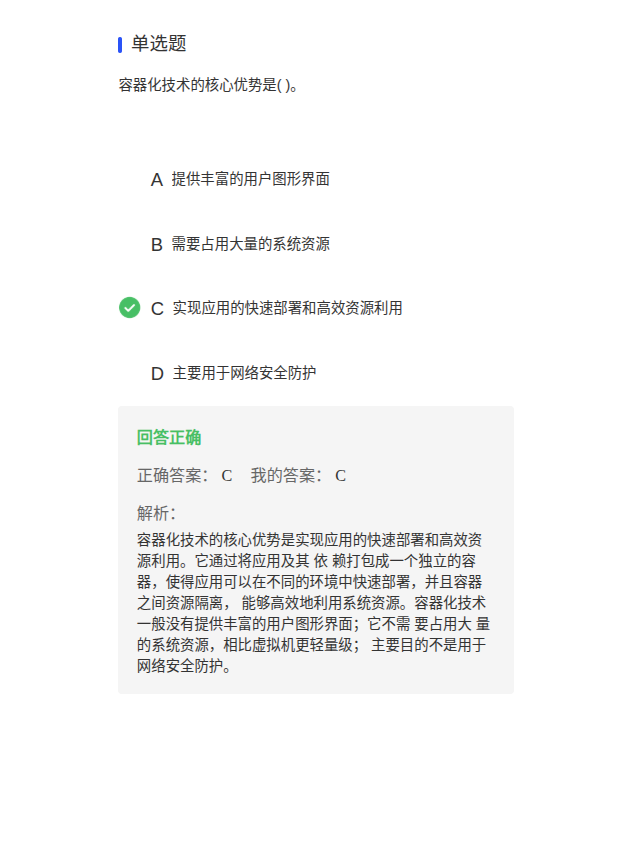 单选题
容器化技术的核心优势是( )。
A 提供丰富的用户图形界面
B 需要占用大量的系统资源
C 实现应用的快速部署和高效资源利用
D 主要用于网络安全防护
回答正确
正确答案： C 我的答案： C
解析：
容器化技术的核心优势是实现应用的快速部署和高效资
源利用。它通过将应用及其 依 赖打包成一个独立的容
器，使得应用可以在不同的环境中快速部署，并且容器
之间资源隔离， 能够高效地利用系统资源。容器化技术
一般没有提供丰富的用户图形界面；它不需 要占用大 量
的系统资源，相比虚拟机更轻量级； 主要目的不是用于
网络安全防护。